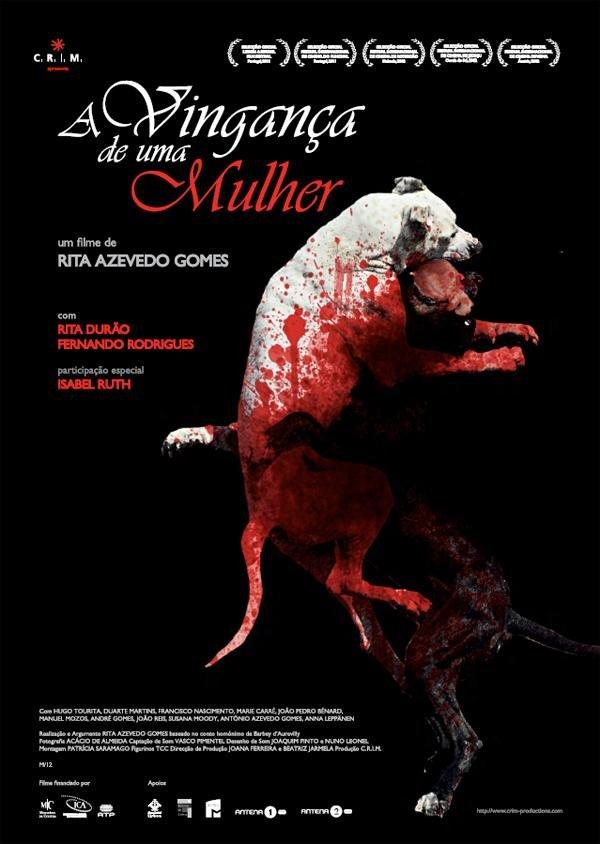 C. R. I. M.
apresenta
A Vingança
de uma
Mulher
um filme de
RITA AZEVEDO GOMES
com
RITA DURÃO
FERNANDO RODRIGUES
participação especial
ISABEL RUTH
Com HUGO TOURITA, DUARTE MARTINS, FRANCISCO NASCIMENTO, MARIE CARRÉ, JOÃO PEDRO BÉNARD,
MANUEL MOZOS, ANDRÉ GOMES, JOÃO REIS, SUSANA MOODY, ANTÓNIO AZEVEDO GOMES, ANNA LEPPÄNEN
Realização e Argumento RITA AZEVEDO GOMES baseado no conto homónimo de Barbey d'Aurevilly
Fotografia ACÁCIO DE ALMEIDA Captação de Som VASCO PIMENTEL Desenho de Som JOAQUIM PINTO e NUNO LEONEL
Montagem PATRÍCIA SARAMAGO Figurinos TCC Direcção de Produção JOANA FERREIRA e BEATRIZ JARMELA Produção C.R.I.M.
M/12
Filme financiado por
Apoios
MC
ICA
RTP
ANTENA 1
ANTENA 2
http://www.crim-productions.com